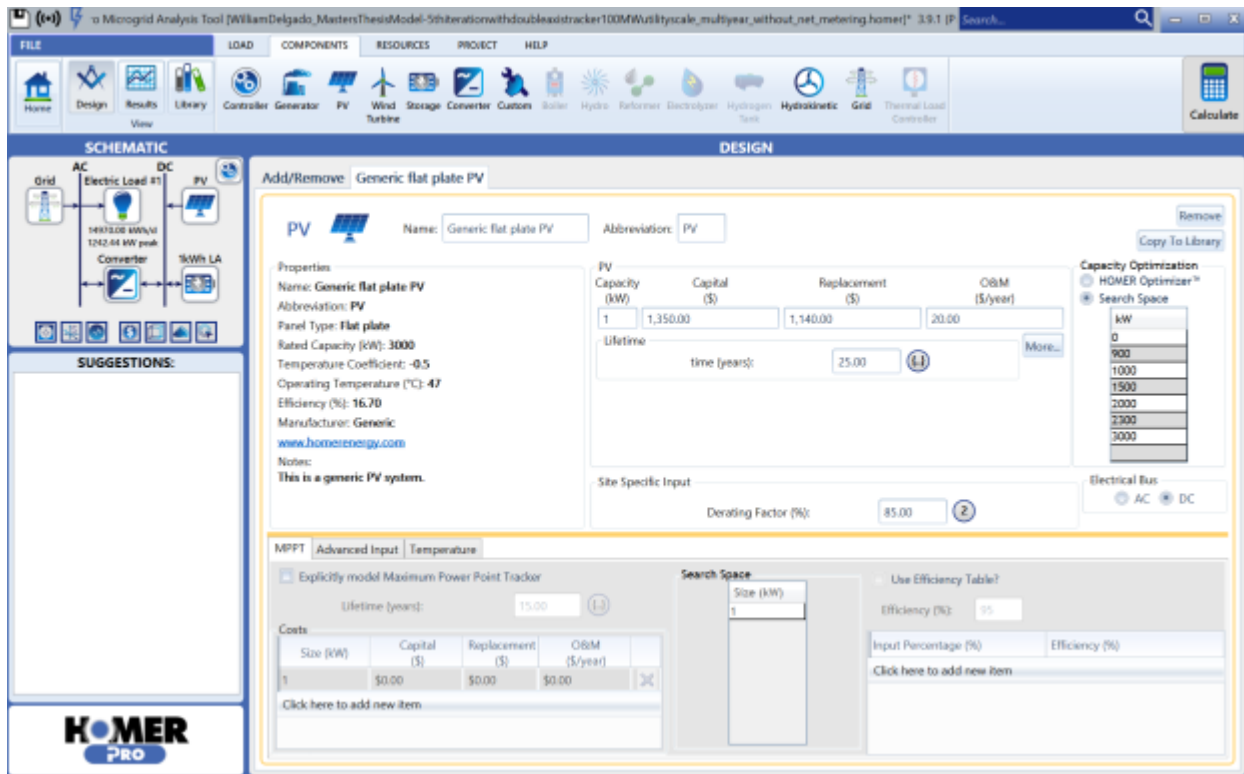 o Microgrid Analysis Tool [WilliamDelgado_MastersThesisModel-5thiterationwithdoubleaxistracker100MWutilityscale_multiyear_without_net_metering.homer]* 3.9.1 (P Search...
FILE LOAD COMPONENTS RESOURCES PROJECT HELP
Home Design Results Library Controller Generator PV Wind Turbine Storage Converter Custom Boiler Hydro Reformer Electrolyzer Hydrogen Tank Hydrokinetic Grid Thermal Load Controller Calculate
View
SCHEMATIC DESIGN
AC DC
Grid Electric Load #1 PV
14970.00 kWh/d
1242.44 kW peak
Converter 1kWh LA
SUGGESTIONS:
HOMER
PRO
Add/Remove Generic flat plate PV
PV Name: Generic flat plate PV Abbreviation: PV
Remove
Copy To Library
Properties
Name: Generic flat plate PV
Abbreviation: PV
Panel Type: Flat plate
Rated Capacity (kW): 3000
Temperature Coefficient: -0.5
Operating Temperature (°C): 47
Efficiency (%): 16.70
Manufacturer: Generic
www.homerenergy.com
Notes:
This is a generic PV system.
PV
Capacity (kW) Capital ($) Replacement ($) O&M ($/year)
1 1,350.00 1,140.00 20.00
Lifetime
time (years): 25.00 (..)
More...
Site Specific Input
Derating Factor (%): 85.00 2
Capacity Optimization
HOMER Optimizer™
Search Space
kW
0
900
1000
1500
2000
2300
3000
Electrical Bus
AC DC
MPPT Advanced Input Temperature
Explicitly model Maximum Power Point Tracker
Lifetime (years): 15.00 (..)
Costs
Size (kW) Capital ($) Replacement ($) O&M ($/year)
1 $0.00 $0.00 $0.00
Click here to add new item
Search Space
Size (kW)
1
Use Efficiency Table?
Efficiency (%): 95
Input Percentage (%) Efficiency (%)
Click here to add new item